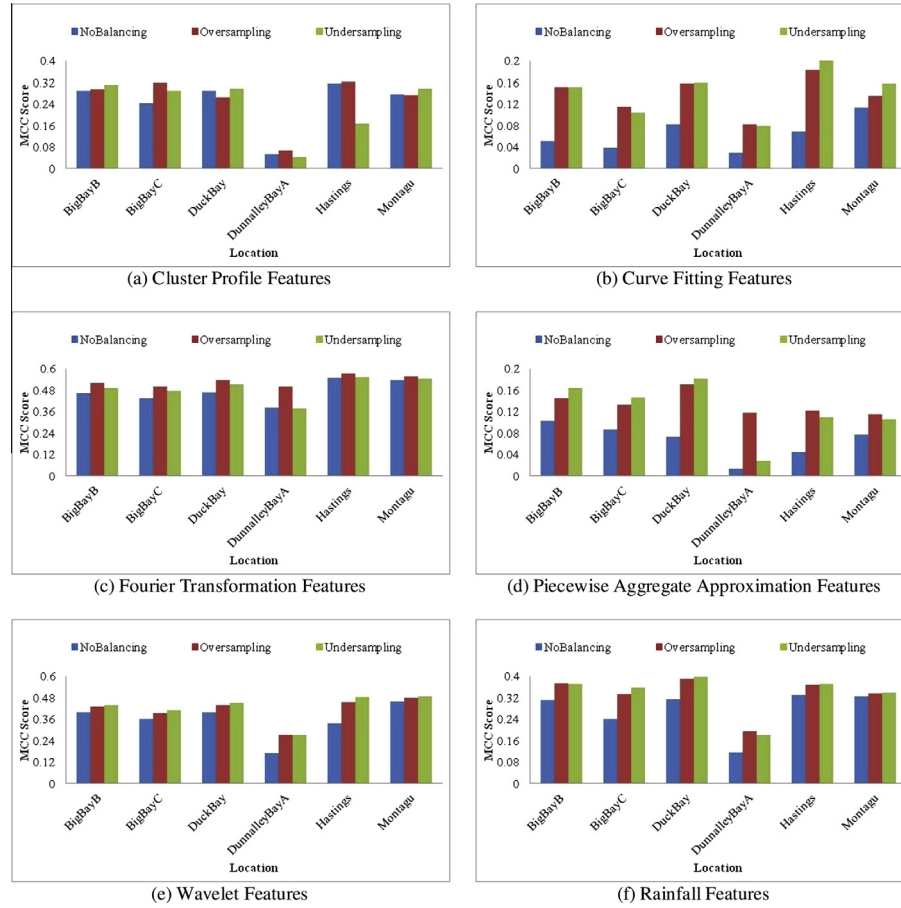 NoBalancing Oversampling Undersampling
MCC Score
0.4
0.32
0.24
0.16
0.08
0
BigBayB BigBayC DuckBay DunnalleyBayA Hastings Montagu
Location
(a) Cluster Profile Features
NoBalancing Oversampling Undersampling
MCC Score
0.2
0.16
0.12
0.08
0.04
0
BigBayB BigBayC DuckBay DunnalleyBayA Hastings Montagu
Location
(b) Curve Fitting Features
NoBalancing Oversampling Undersampling
MCC Score
0.6
0.48
0.36
0.24
0.12
0
BigBayB BigBayC DuckBay DunnalleyBayA Hastings Montagu
Location
(c) Fourier Transformation Features
NoBalancing Oversampling Undersampling
MCC Score
0.2
0.16
0.12
0.08
0.04
0
BigBayB BigBayC DuckBay DunnalleyBayA Hastings Montagu
Location
(d) Piecewise Aggregate Approximation Features
NoBalancing Oversampling Undersampling
MCC Score
0.6
0.48
0.36
0.24
0.12
0
BigBayB BigBayC DuckBay DunnalleyBayA Hastings Montagu
Location
(e) Wavelet Features
NoBalancing Oversampling Undersampling
MCC Score
0.4
0.32
0.24
0.16
0.08
0
BigBayB BigBayC DuckBay DunnalleyBayA Hastings Montagu
Location
(f) Rainfall Features